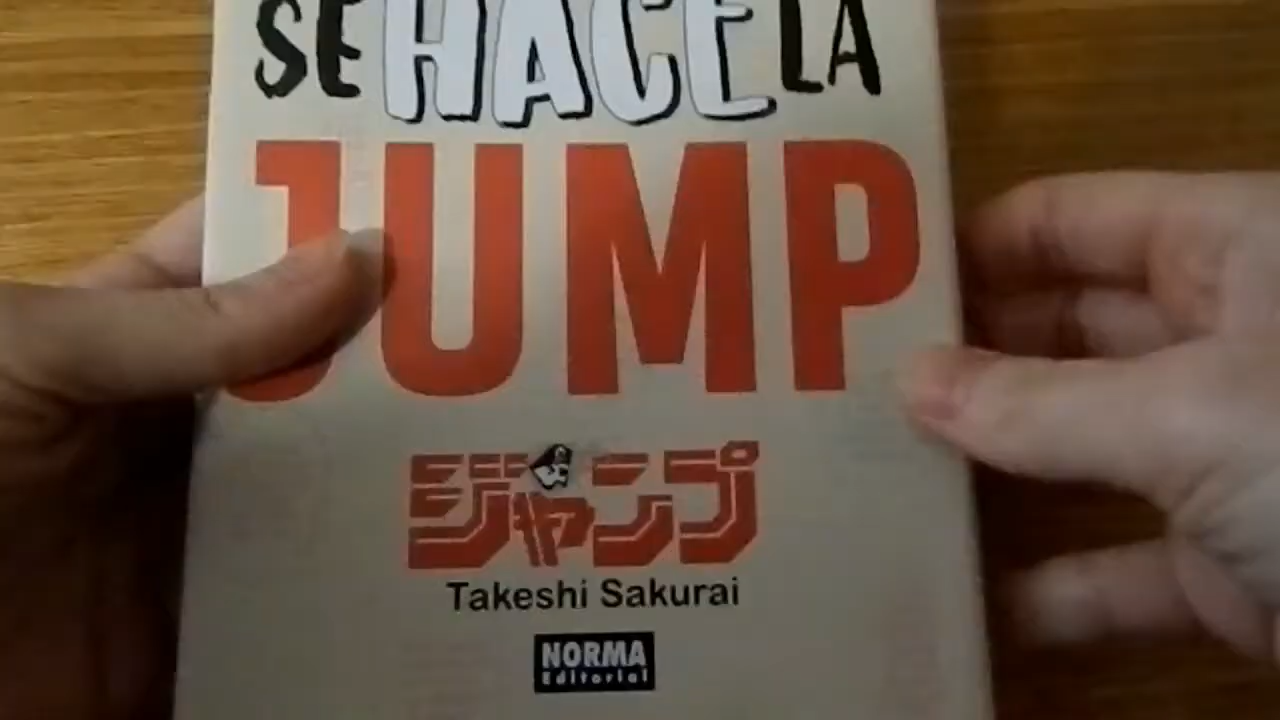 SE HACE LA
JUMP
ジャンプ
Takeshi Sakurai
NORMA
Editorial